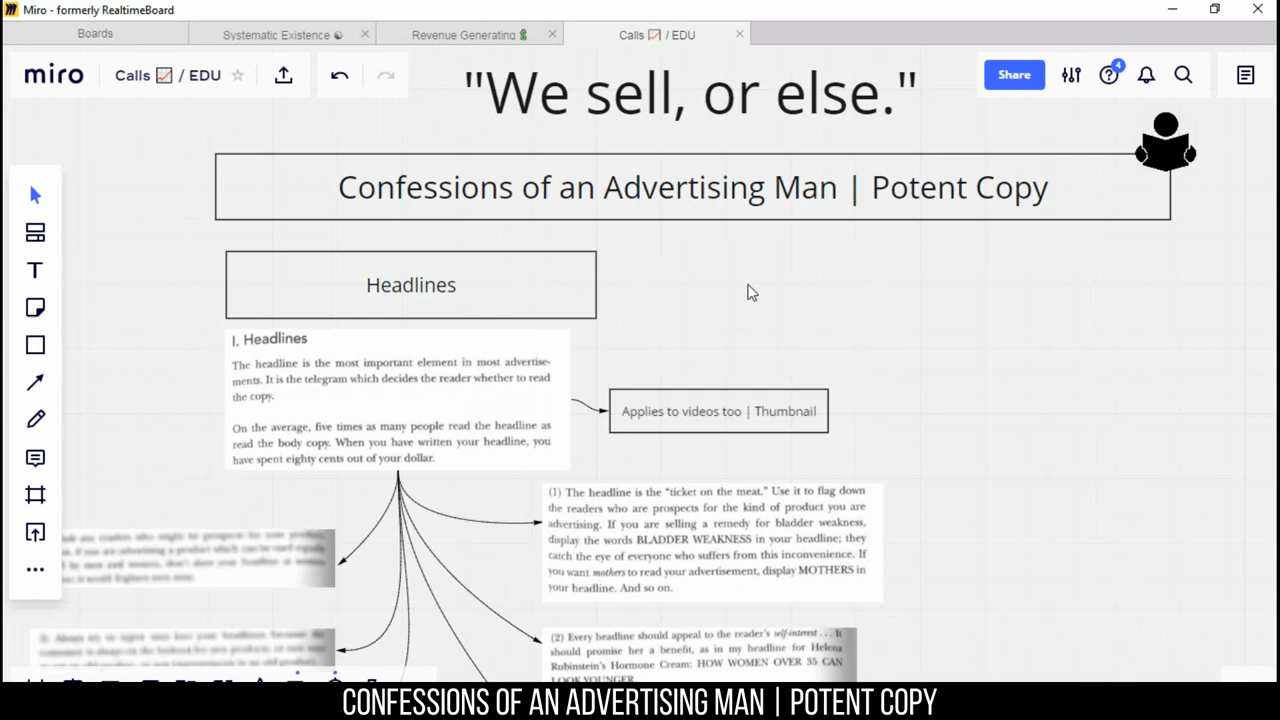 Miro - formerly RealtimeBoard
Boards
Systematic Existence
Revenue Generating
Calls 📈 / EDU
miro
Calls 📈 / EDU
Share
4
"We sell, or else."
Confessions of an Advertising Man | Potent Copy
Headlines
I. Headlines
The headline is the most important element in most advertise-
ments. It is the telegram which decides the reader whether to read
the copy.
On the average, five times as many people read the headline as
read the body copy. When you have written your headline, you
have spent eighty cents out of your dollar.
Applies to videos too | Thumbnail
(1) The headline is the "ticket on the meat." Use it to flag down
the readers who are prospects for the kind of product you are
advertising. If you are selling a remedy for bladder weakness,
display the words BLADDER WEAKNESS in your headline; they
catch the eye of everyone who suffers from this inconvenience. If
you want mothers to read your advertisement, display MOTHERS in
your headline. And so on.
(2) Every headline should appeal to the reader's self-interest . . . It
should promise her a benefit, as in my headline for Helena
Rubinstein's Hormone Cream: HOW WOMEN OVER 35 CAN
LOOK YOUNGER
CONFESSIONS OF AN ADVERTISING MAN | POTENT COPY